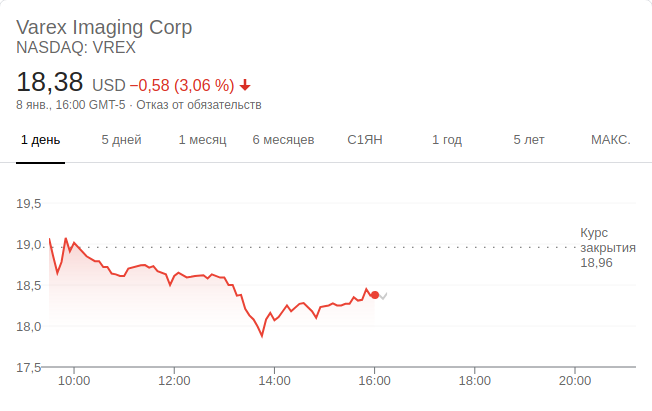 Varex Imaging Corp
NASDAQ: VREX
18,38 USD −0,58 (3,06 %)
8 янв., 16:00 GMT-5 · Отказ от обязательств
1 день 5 дней 1 месяц 6 месяцев С1ЯН 1 год 5 лет МАКС.
19,5
19,0
18,5
18,0
17,5
Курс
закрытия
18,96
10:00 12:00 14:00 16:00 18:00 20:00